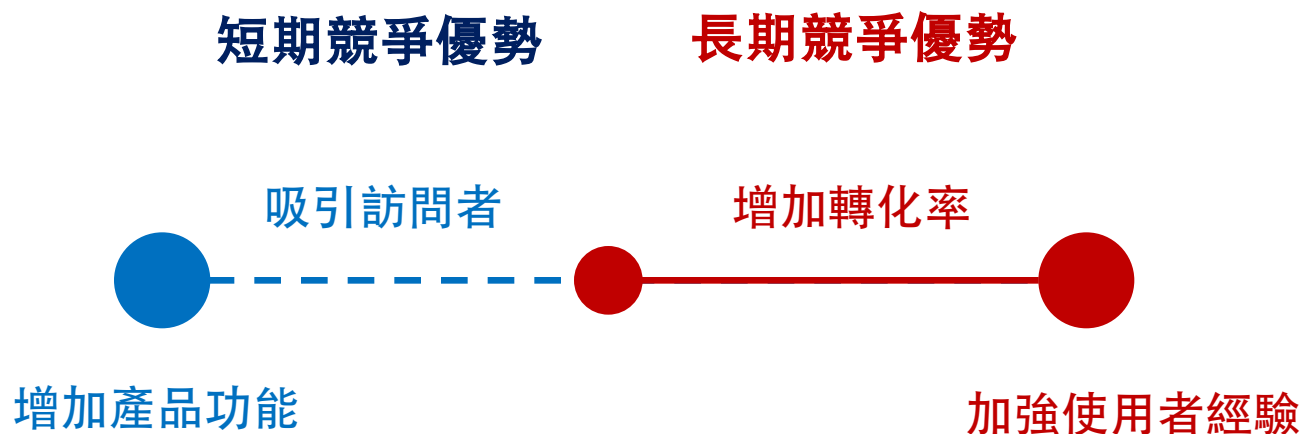 短期競爭優勢
長期競爭優勢
吸引訪問者
增加轉化率
增加產品功能
加強使用者經驗